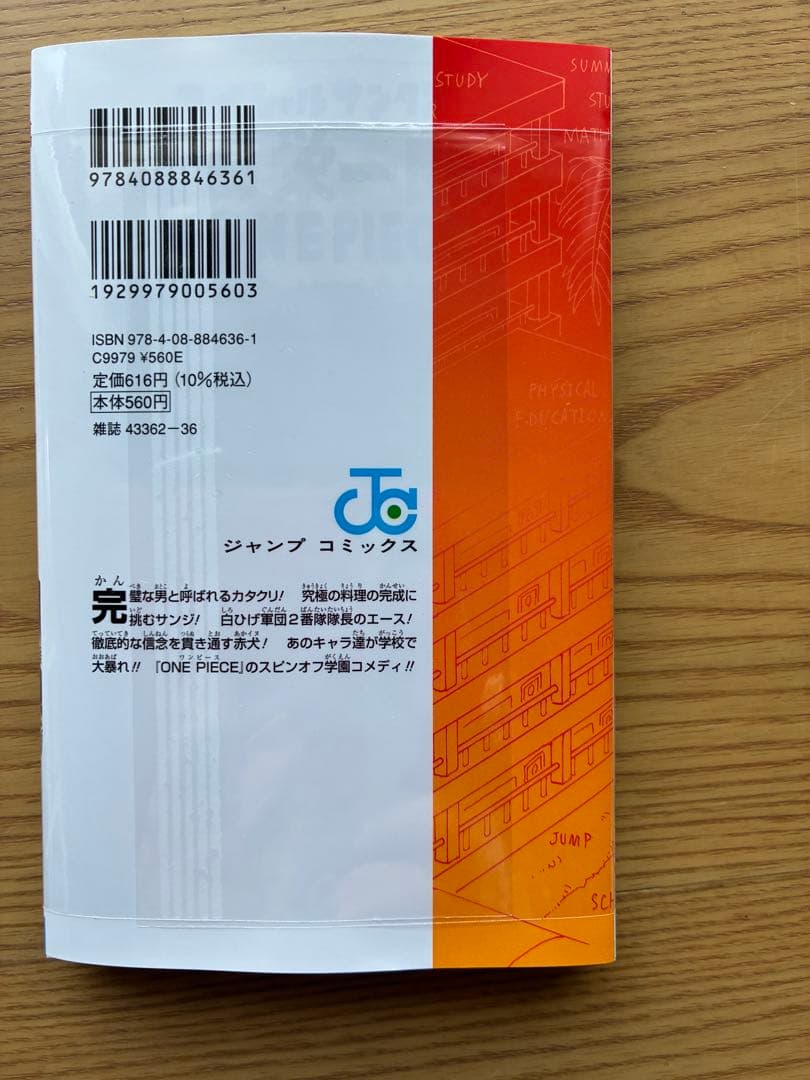 STUDY
SUMM
STU
MATH
9784088846361
1929979005603
ISBN 978-4-08-884636-1
C9979 ¥560E
定価616円(10%税込)
本体560円
雑誌 43362-36
PHYSICAL
EDUCATION
JC
ジャンプ コミックス
完璧な男と呼ばれるカタクリ! 究極の料理の完成に
挑むサンジ! 白ひげ軍団2番隊隊長のエース!
徹底的な信念を貫き通す赤犬! あのキャラ達が学校で
大暴れ!! 『ONE PIECE』のスピンオフ学園コメディ!!
JUMP
SCH